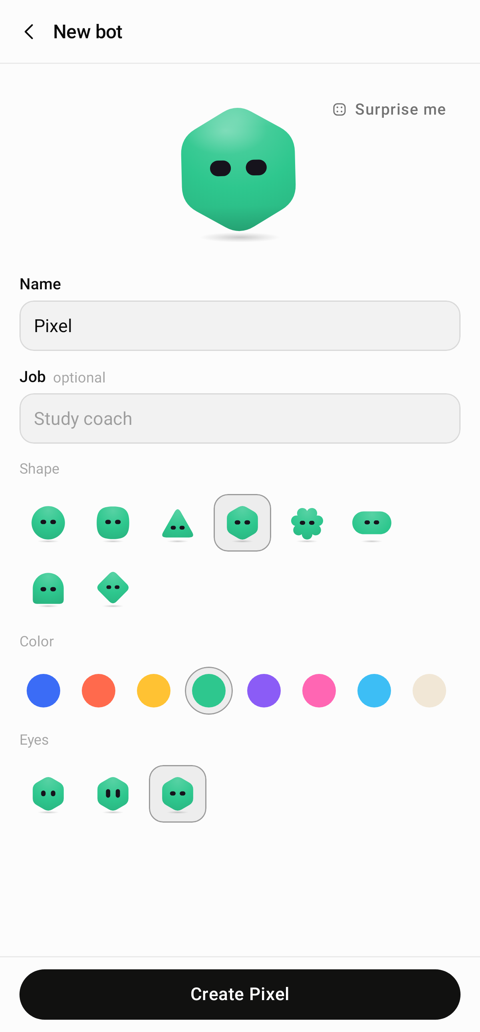 New bot
Surprise me
Name
Pixel
Job optional
Study coach
Shape
Color
Eyes
Create Pixel